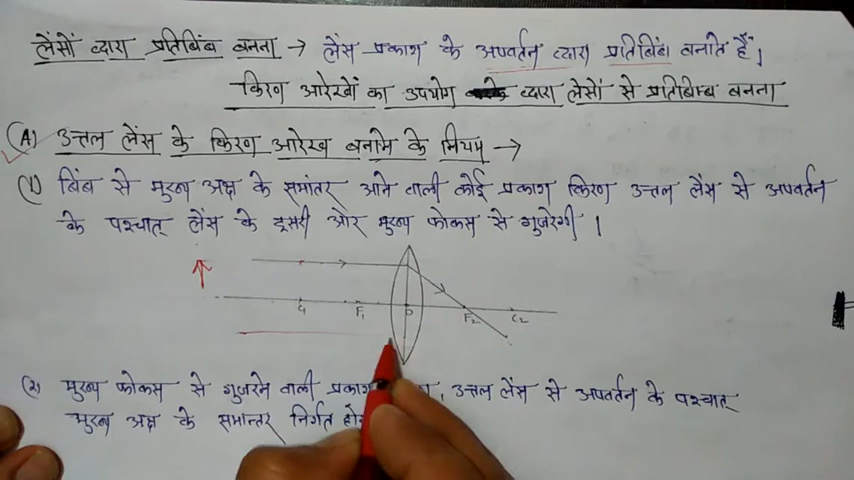 लेंसों द्वारा प्रतिबिंब बनना → लेंस प्रकाश के अपवर्तन द्वारा प्रतिबिंब बनाते हैं।
किरण आरेखों का उपयोग के द्वारा लेंसों से प्रतिबिम्ब बनना
(A) उत्तल लेंस के किरण आरेख बनाने के नियम →
(1) बिंब से मुख्य अक्ष के समांतर आने वाली कोई प्रकाश किरण उत्तल लेंस से अपवर्तन
के पश्चात् लेंस के दूसरी ओर मुख्य फोकस से गुजरेगी ।
C₁ F₁ O F₂ C₂
(2) मुख्य फोकस से गुजरने वाली प्रकाश उत्तल लेंस से अपवर्तन के पश्चात्
मुख्य अक्ष के समान्तर निर्गत